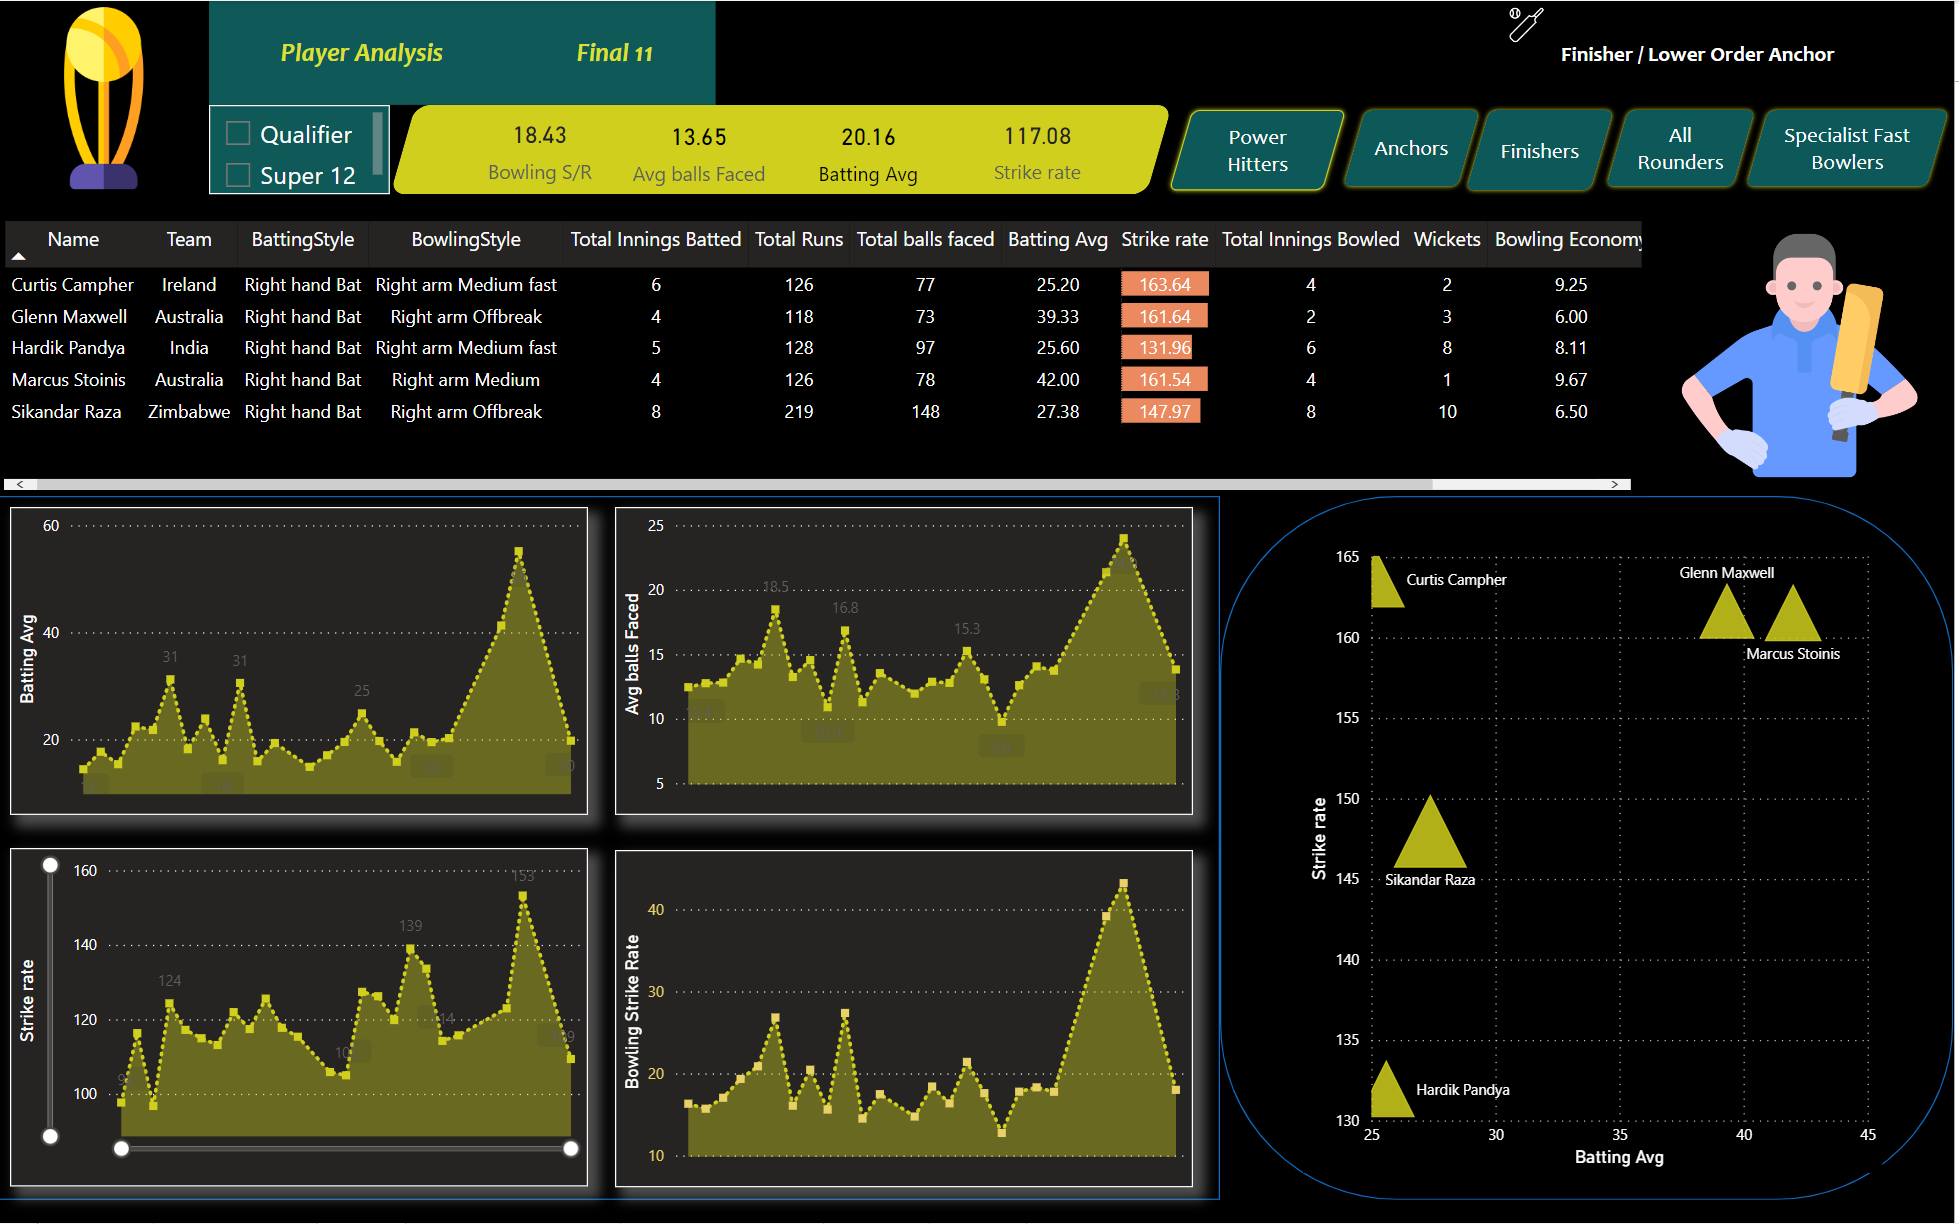 Player Analysis
Final 11
Finisher / Lower Order Anchor
Qualifier
Super 12
18.43
Bowling S/R
13.65
Avg balls Faced
20.16
Batting Avg
117.08
Strike rate
Power
Hitters
Anchors
Finishers
All
Rounders
Specialist Fast
Bowlers
Name Team BattingStyle BowlingStyle Total Innings Batted Total Runs Total balls faced Batting Avg Strike rate Total Innings Bowled Wickets Bowling Economy
Curtis Campher Ireland Right hand Bat Right arm Medium fast 6 126 77 25.20 163.64 4 2 9.25
Glenn Maxwell Australia Right hand Bat Right arm Offbreak 4 118 73 39.33 161.64 2 3 6.00
Hardik Pandya India Right hand Bat Right arm Medium fast 5 128 97 25.60 131.96 6 8 8.11
Marcus Stoinis Australia Right hand Bat Right arm Medium 4 126 78 42.00 161.54 4 1 9.67
Sikandar Raza Zimbabwe Right hand Bat Right arm Offbreak 8 219 148 27.38 147.97 8 10 6.50
Batting Avg
60
40
20
31
31
25
Avg balls Faced
25
20
15
10
5
18.5
16.8
15.3
Strike rate
160
140
120
100
124
139
153
Bowling Strike Rate
40
30
20
10
Strike rate
165
160
155
150
145
140
135
130
Curtis Campher
Glenn Maxwell
Marcus Stoinis
Sikandar Raza
Hardik Pandya
25 30 35 40 45
Batting Avg